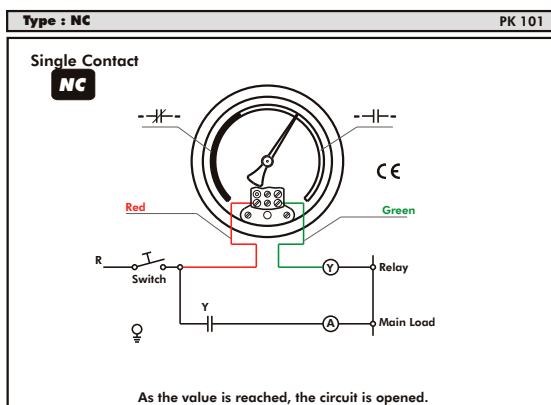 Type : NC
PK 101
Single Contact
NC
CE
Red
Green
R
Switch
Y
Relay
Y
A
Main Load
As the value is reached, the circuit is opened.